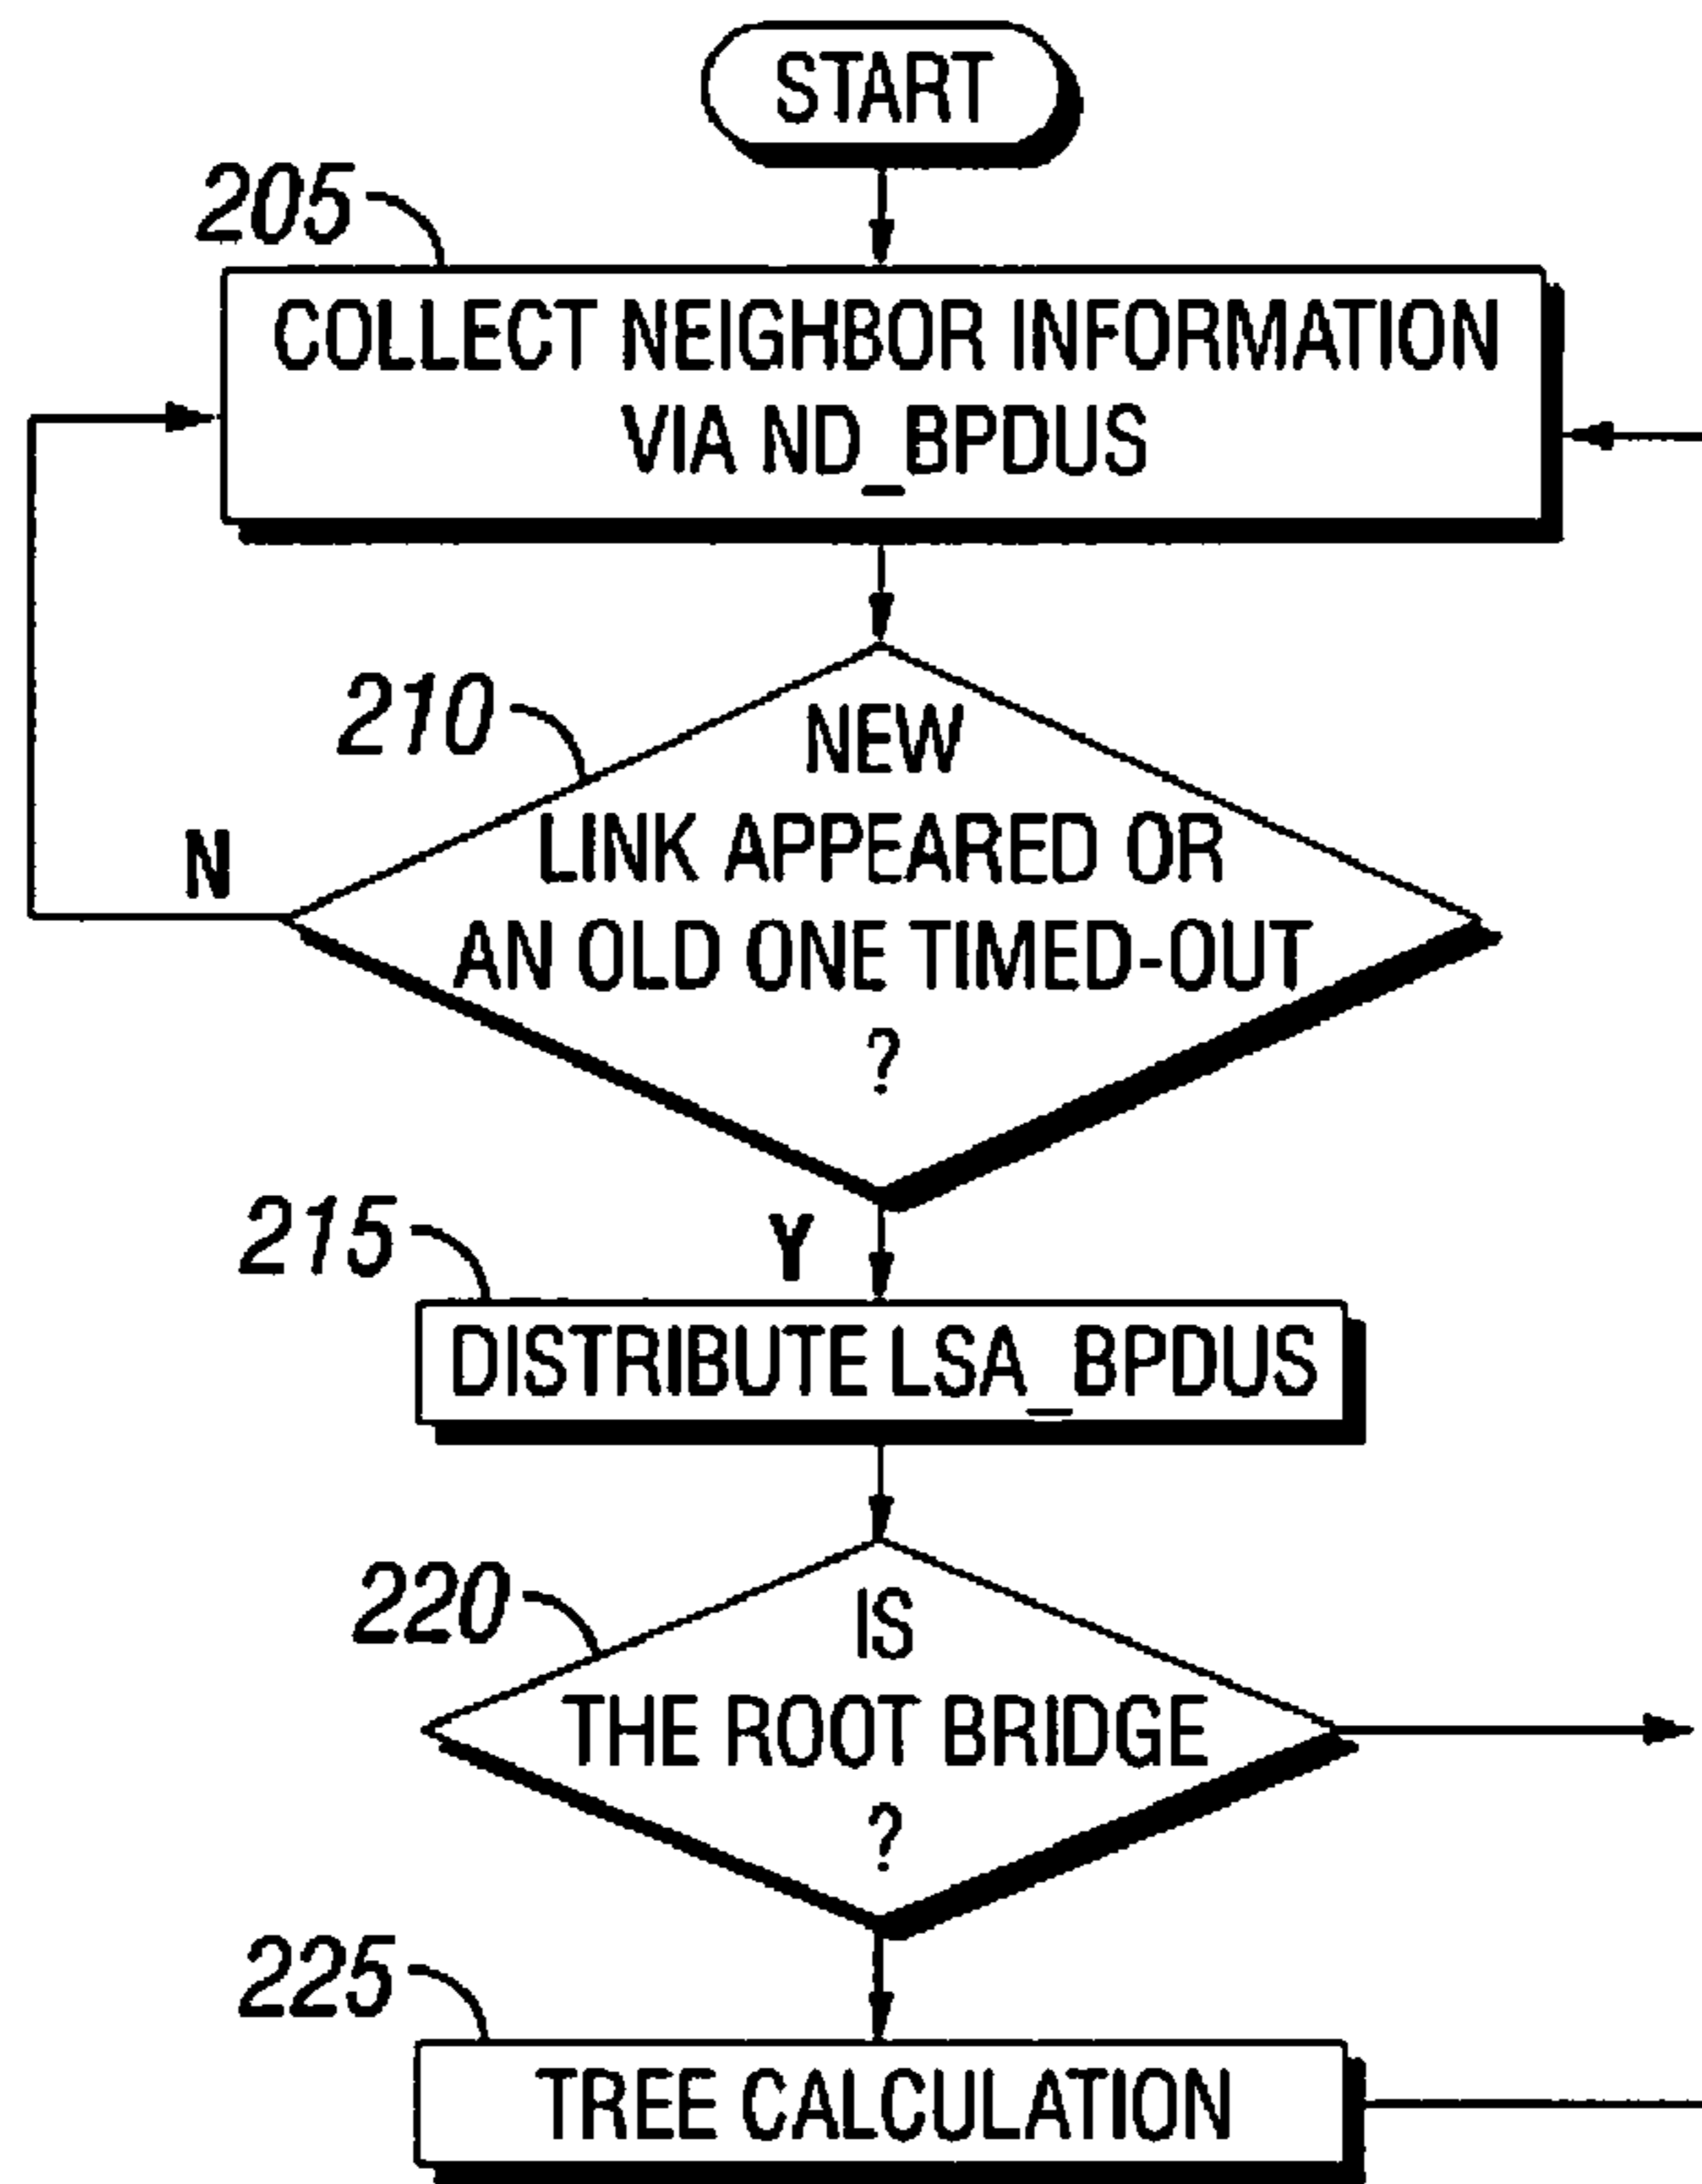 START
205
COLLECT NEIGHBOR INFORMATION
VIA ND_BPDUS
210
NEW
LINK APPEARED OR
AN OLD ONE TIMED-OUT
?
N
Y
215
DISTRIBUTE LSA_BPDUS
220
IS
THE ROOT BRIDGE
?
225
TREE CALCULATION